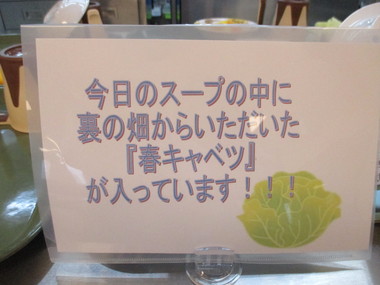 今日のスープの中に
裏の畑からいただいた
『春キャベツ』
が入っています！！！